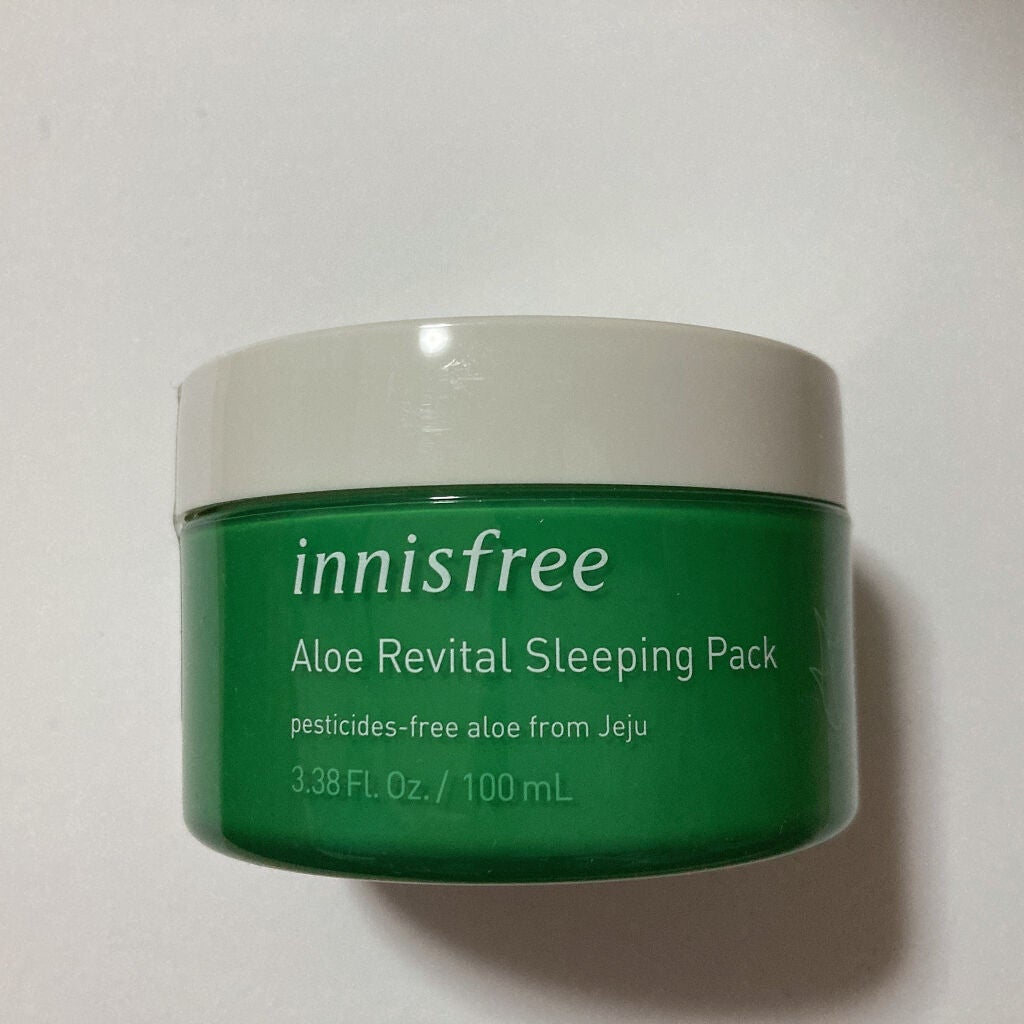 innisfree
Aloe Revital Sleeping Pack
pesticides-free aloe from Jeju
3.38 Fl. Oz. / 100 mL